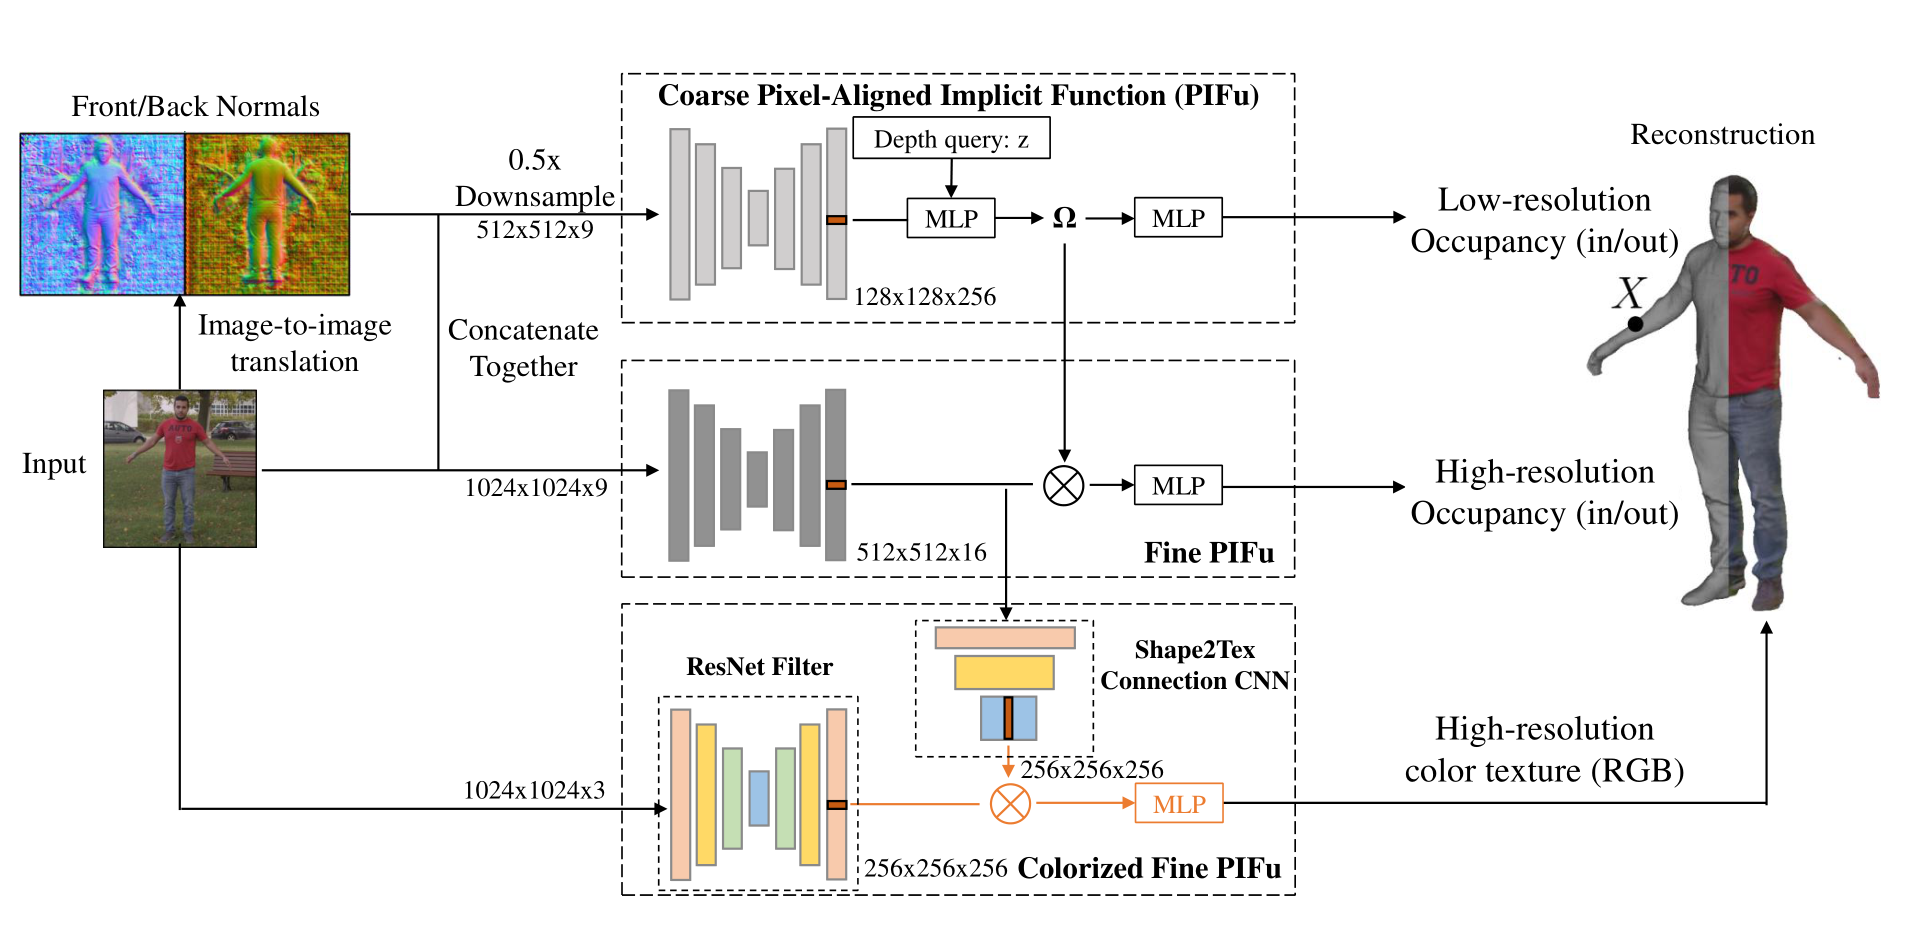 Front/Back Normals
0.5x
Downsample
512x512x9
Image-to-image
translation
Concatenate
Together
Input
1024x1024x9
1024x1024x3
Coarse Pixel-Aligned Implicit Function (PIFu)
Depth query: z
MLP
Ω
MLP
128x128x256
512x512x16
MLP
Fine PIFu
ResNet Filter
Shape2Tex
Connection CNN
256x256x256
MLP
256x256x256
Colorized Fine PIFu
Reconstruction
Low-resolution
Occupancy (in/out)
X
TO
High-resolution
Occupancy (in/out)
High-resolution
color texture (RGB)
AUTO